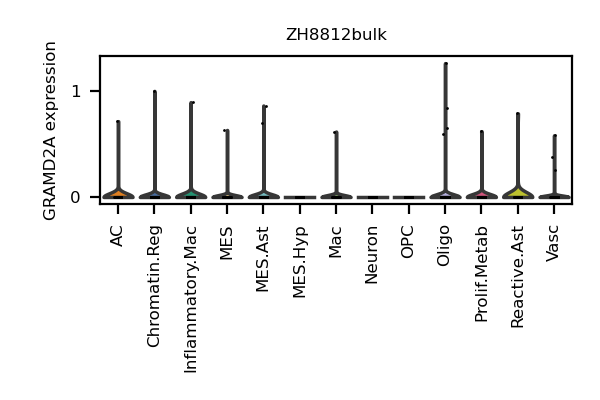 ZH8812bulk
GRAMD2A expression
1
0
AC
Chromatin.Reg
Inflammatory.Mac
MES
MES.Ast
MES.Hyp
Mac
Neuron
OPC
Oligo
Prolif.Metab
Reactive.Ast
Vasc